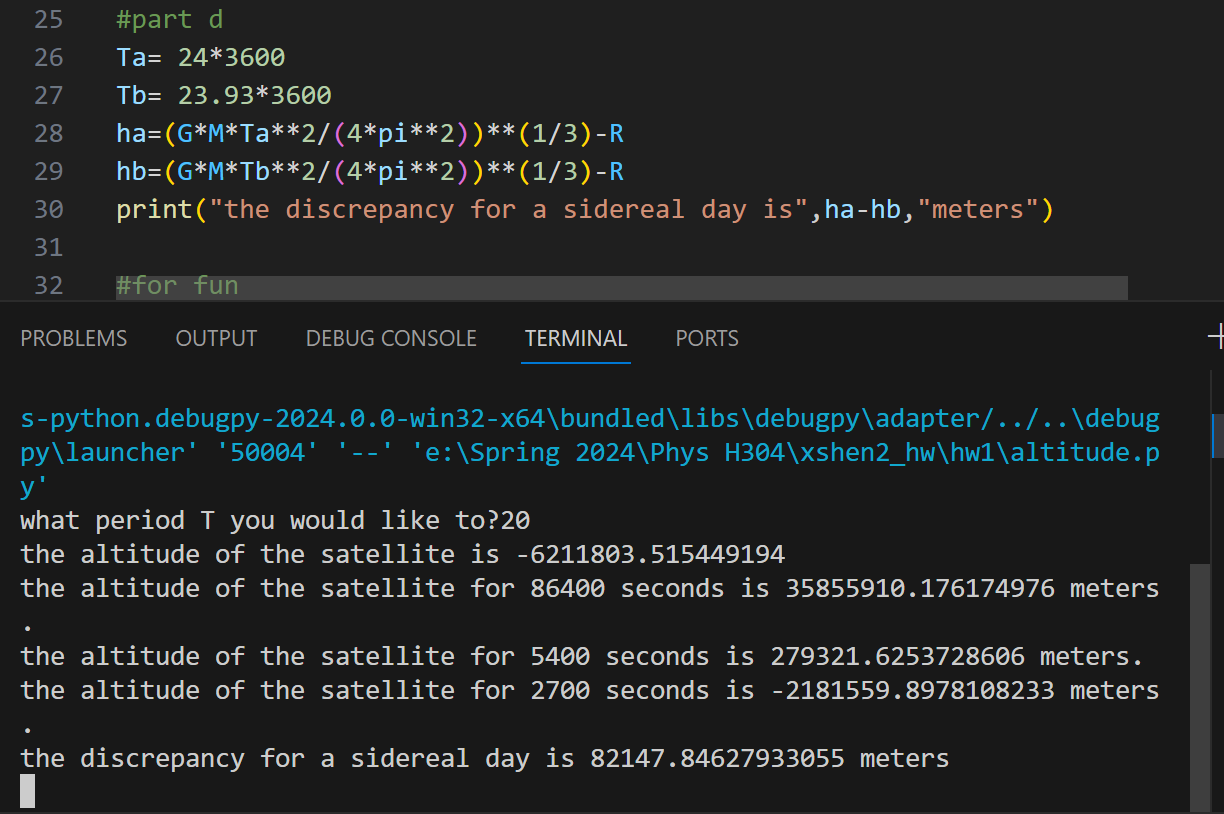 25 #part d
26 Ta= 24*3600
27 Tb= 23.93*3600
28 ha=(G*M*Ta**2/(4*pi**2))**(1/3)-R
29 hb=(G*M*Tb**2/(4*pi**2))**(1/3)-R
30 print("the discrepancy for a sidereal day is",ha-hb,"meters")
31
32 #for fun
PROBLEMS OUTPUT DEBUG CONSOLE TERMINAL PORTS
s-python.debugpy-2024.0.0-win32-x64\bundled\libs\debugpy\adapter/../..\debug
py\launcher' '50004' '--' 'e:\Spring 2024\Phys H304\xshen2_hw\hw1\altitude.p
y'
what period T you would like to?20
the altitude of the satellite is -6211803.515449194
the altitude of the satellite for 86400 seconds is 35855910.176174976 meters
.
the altitude of the satellite for 5400 seconds is 279321.6253728606 meters.
the altitude of the satellite for 2700 seconds is -2181559.8978108233 meters
.
the discrepancy for a sidereal day is 82147.84627933055 meters